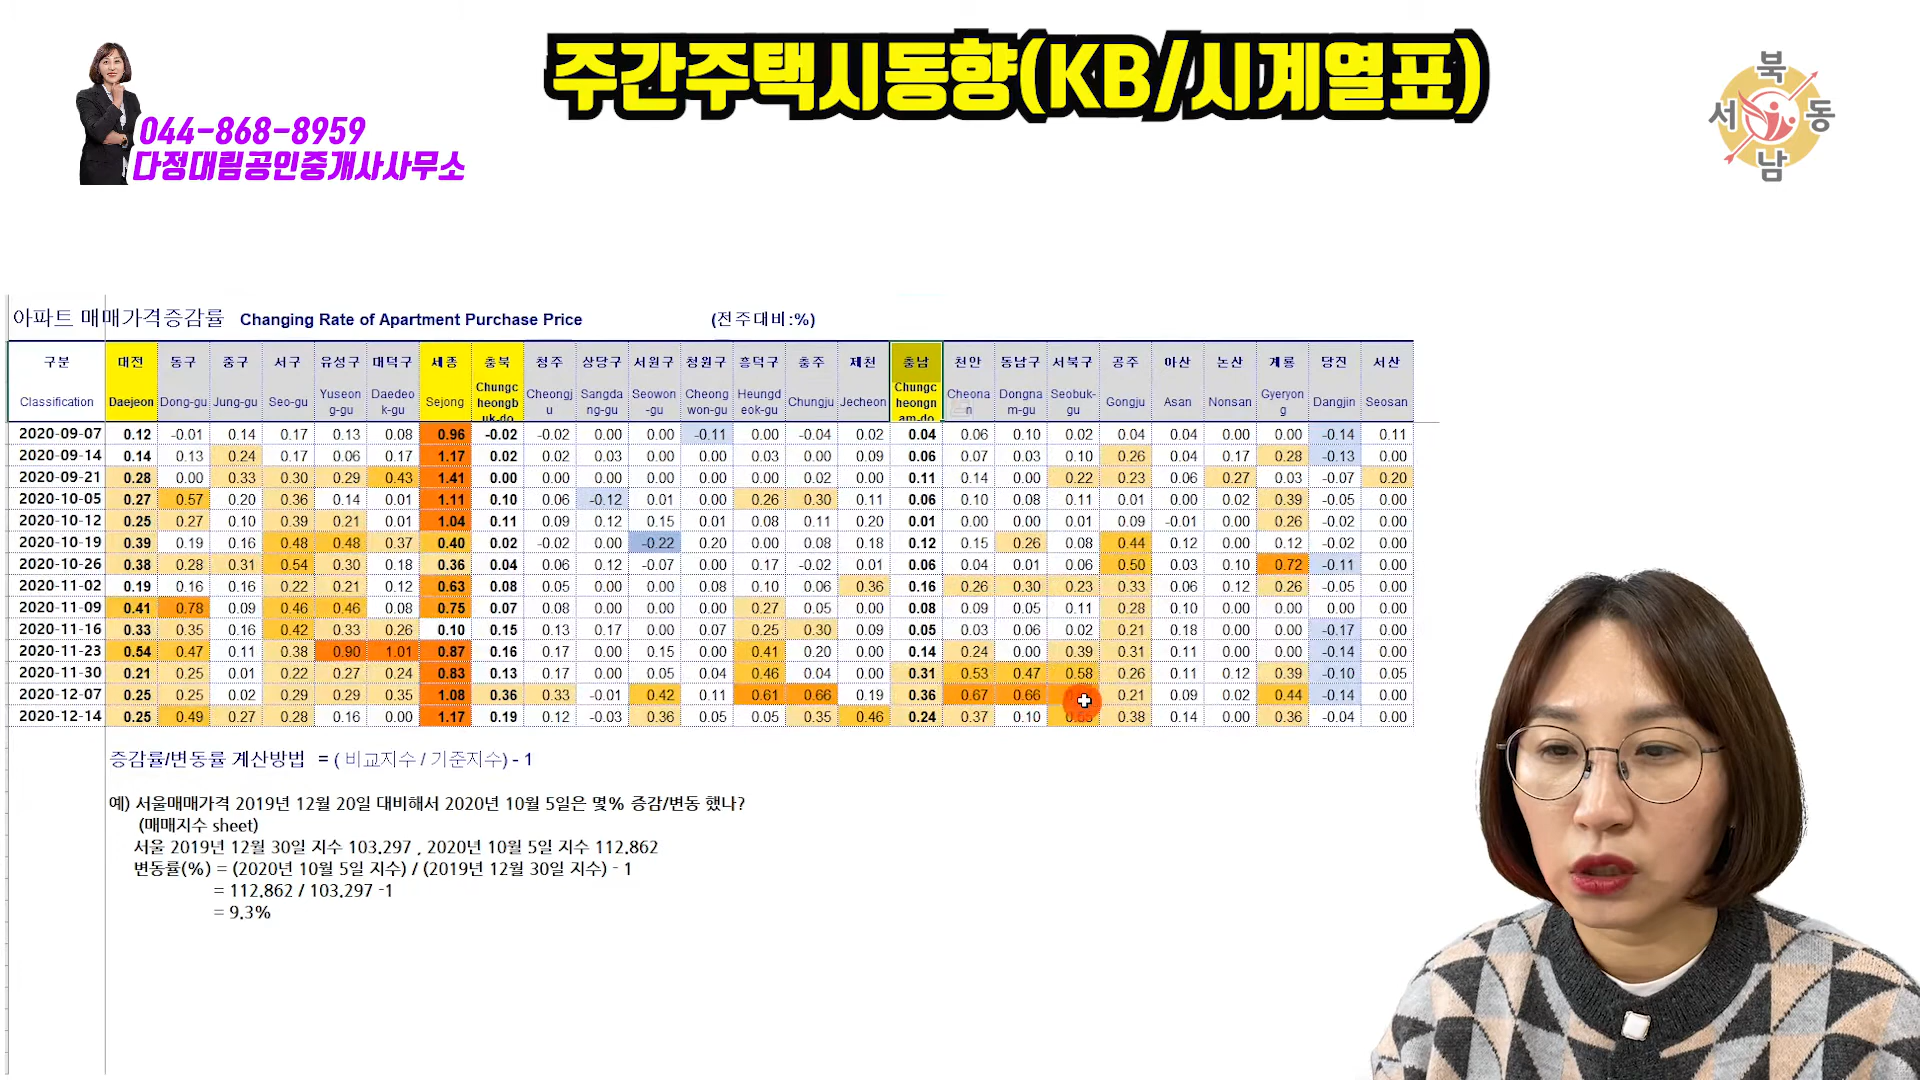 주간주택시동향(KB/시계열표)
044-868-8959
다정대림공인중개사사무소
북
서 동
남
아파트 매매가격증감률 Changing Rate of Apartment Purchase Price (전주대비:%)
구분 대전 동구 중구 서구 유성구 대덕구 세종 충북 청주 상당구 서원구 청원구 흥덕구 충주 제천 충남 천안 동남구 서북구 공주 아산 논산 계룡 당진 서산
Classification Daejeon Dong-gu Jung-gu Seo-gu Yuseong-gu Daedeok-gu Sejong Chungcheongbuk-do Cheongju Sangdang-gu Seowon-gu Cheongwon-gu Heungdeok-gu Chungju Jecheon Chungcheongnam-do Cheonan Dongnam-gu Seobuk-gu Gongju Asan Nonsan Gyeryong Dangjin Seosan
2020-09-07 0.12 -0.01 0.14 0.17 0.13 0.08 0.96 -0.02 -0.02 0.00 0.00 -0.11 0.00 -0.04 0.02 0.04 0.06 0.10 0.02 0.04 0.04 0.00 0.00 -0.14 0.11
2020-09-14 0.14 0.13 0.24 0.17 0.06 0.17 1.17 0.02 0.02 0.03 0.00 0.00 0.03 0.00 0.09 0.06 0.07 0.03 0.10 0.26 0.04 0.17 0.28 -0.13 0.00
2020-09-21 0.28 0.00 0.33 0.30 0.29 0.43 1.41 0.00 0.00 0.00 0.00 0.00 0.00 0.02 0.00 0.11 0.14 0.00 0.22 0.23 0.06 0.27 0.03 -0.07 0.20
2020-10-05 0.27 0.57 0.20 0.36 0.14 0.01 1.11 0.10 0.06 -0.12 0.01 0.00 0.26 0.30 0.11 0.06 0.10 0.08 0.11 0.01 0.00 0.02 0.39 -0.05 0.00
2020-10-12 0.25 0.27 0.10 0.39 0.21 0.01 1.04 0.11 0.09 0.12 0.15 0.01 0.08 0.11 0.20 0.01 0.00 0.00 0.01 0.09 -0.01 0.00 0.26 -0.02 0.00
2020-10-19 0.39 0.19 0.16 0.48 0.48 0.37 0.40 0.02 -0.02 0.00 -0.22 0.20 0.00 0.08 0.18 0.12 0.15 0.26 0.08 0.44 0.12 0.00 0.12 -0.02 0.00
2020-10-26 0.38 0.28 0.31 0.54 0.30 0.18 0.36 0.04 0.06 0.12 -0.07 0.00 0.17 -0.02 0.01 0.06 0.04 0.01 0.06 0.50 0.03 0.10 0.72 -0.11 0.00
2020-11-02 0.19 0.16 0.16 0.22 0.21 0.12 0.63 0.08 0.05 0.00 0.00 0.08 0.10 0.06 0.36 0.16 0.26 0.30 0.23 0.33 0.06 0.12 0.26 -0.05 0.00
2020-11-09 0.41 0.78 0.09 0.46 0.46 0.08 0.75 0.07 0.08 0.00 0.00 0.00 0.27 0.05 0.00 0.08 0.09 0.05 0.11 0.28 0.10 0.00 0.00 0.00 0.00
2020-11-16 0.33 0.35 0.16 0.42 0.33 0.26 0.10 0.15 0.13 0.17 0.00 0.07 0.25 0.30 0.09 0.05 0.03 0.06 0.02 0.21 0.18 0.00 0.00 -0.17 0.00
2020-11-23 0.54 0.47 0.11 0.38 0.90 1.01 0.87 0.16 0.17 0.00 0.15 0.00 0.41 0.20 0.00 0.14 0.24 0.00 0.39 0.31 0.11 0.00 0.00 -0.14 0.00
2020-11-30 0.21 0.25 0.01 0.22 0.27 0.24 0.83 0.13 0.17 0.00 0.05 0.04 0.46 0.04 0.00 0.31 0.53 0.47 0.58 0.26 0.11 0.12 0.39 -0.10 0.05
2020-12-07 0.25 0.25 0.02 0.29 0.29 0.35 1.08 0.36 0.33 -0.01 0.42 0.11 0.61 0.66 0.19 0.36 0.67 0.66 0.21 0.09 0.02 0.44 -0.14 0.00
2020-12-14 0.25 0.49 0.27 0.28 0.16 0.00 1.17 0.19 0.12 -0.03 0.36 0.05 0.05 0.35 0.46 0.24 0.37 0.10 0.38 0.14 0.00 0.36 -0.04 0.00
증감률/변동률 계산방법 = ( 비교지수 / 기준지수) - 1
예) 서울매매가격 2019년 12월 20일 대비해서 2020년 10월 5일은 몇% 증감/변동 했나?
(매매지수 sheet)
서울 2019년 12월 30일 지수 103.297 , 2020년 10월 5일 지수 112.862
변동률(%) = (2020년 10월 5일 지수) / (2019년 12월 30일 지수) - 1
= 112.862 / 103.297 -1
= 9.3%